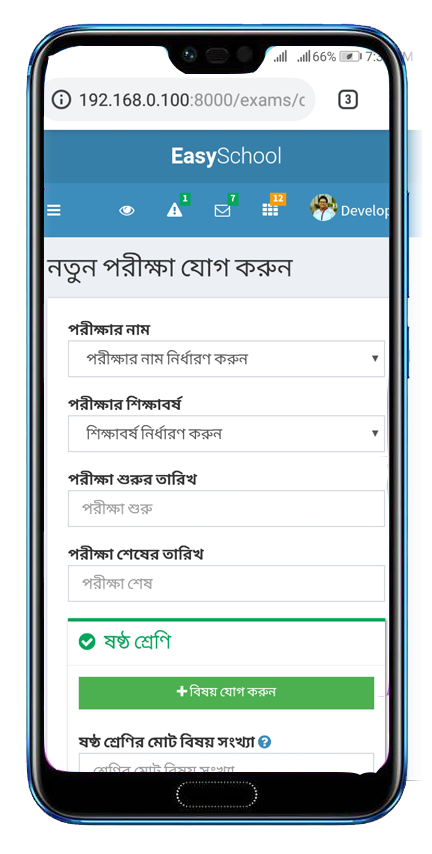 66% 7:3 M
192.168.0.100:8000/exams/c
3
EasySchool
1 7 12
Develop
নতুন পরীক্ষা যোগ করুন
পরীক্ষার নাম
পরীক্ষার নাম নির্ধারণ করুন
পরীক্ষার শিক্ষাবর্ষ
শিক্ষাবর্ষ নির্ধারণ করুন
পরীক্ষা শুরুর তারিখ
পরীক্ষা শুরু
পরীক্ষা শেষের তারিখ
পরীক্ষা শেষ
ষষ্ঠ শ্রেণি
+ বিষয় যোগ করুন
ষষ্ঠ শ্রেণির মোট বিষয় সংখ্যা ?
শ্রেণির মোট বিষয় সংখ্যা